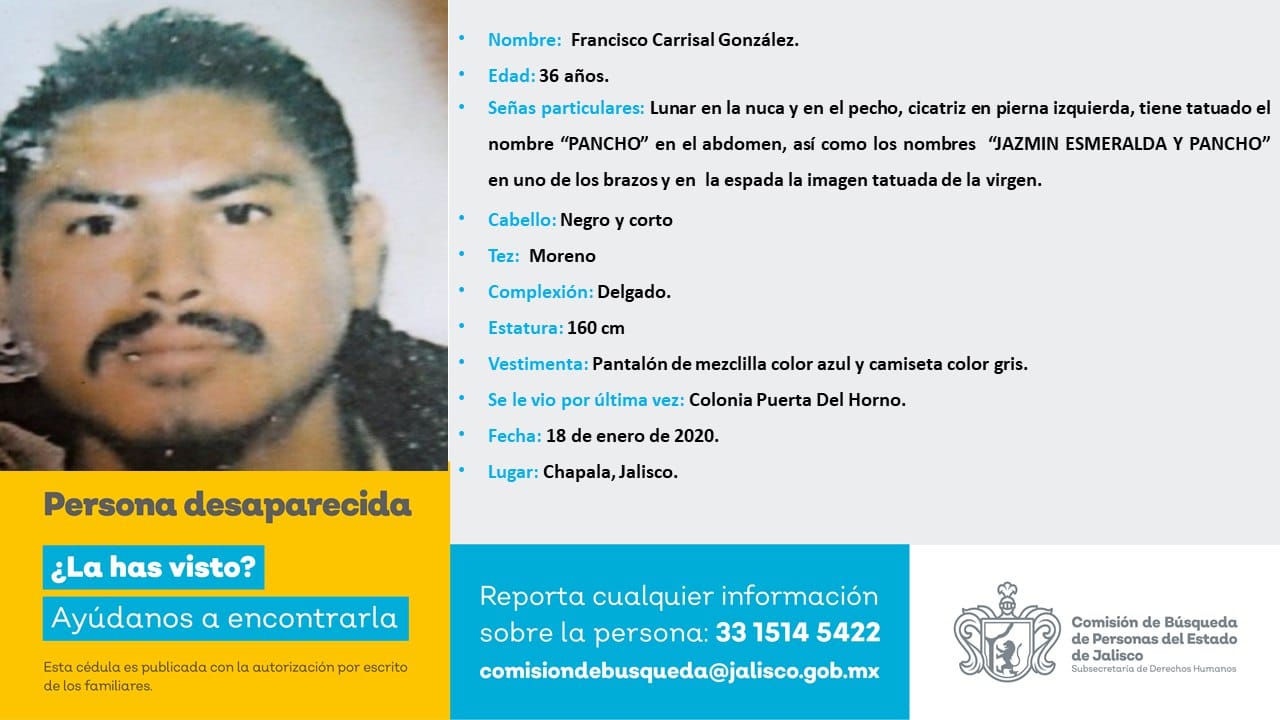 • Nombre: Francisco Carrisal González.
• Edad: 36 años.
• Señas particulares: Lunar en la nuca y en el pecho, cicatriz en pierna izquierda, tiene tatuado el
nombre “PANCHO” en el abdomen, así como los nombres “JAZMIN ESMERALDA Y PANCHO”
en uno de los brazos y en la espada la imagen tatuada de la virgen.
• Cabello: Negro y corto
• Tez: Moreno
• Complexión: Delgado.
• Estatura: 160 cm
• Vestimenta: Pantalón de mezclilla color azul y camiseta color gris.
• Se le vio por última vez: Colonia Puerta Del Horno.
• Fecha: 18 de enero de 2020.
• Lugar: Chapala, Jalisco.
Persona desaparecida
¿La has visto?
Ayúdanos a encontrarla
Esta cédula es publicada con la autorización por escrito
de los familiares.
Reporta cualquier información
sobre la persona: 33 1514 5422
comisiondebusqueda@jalisco.gob.mx
Comisión de Búsqueda
de Personas del Estado
de Jalisco
Subsecretaría de Derechos Humanos